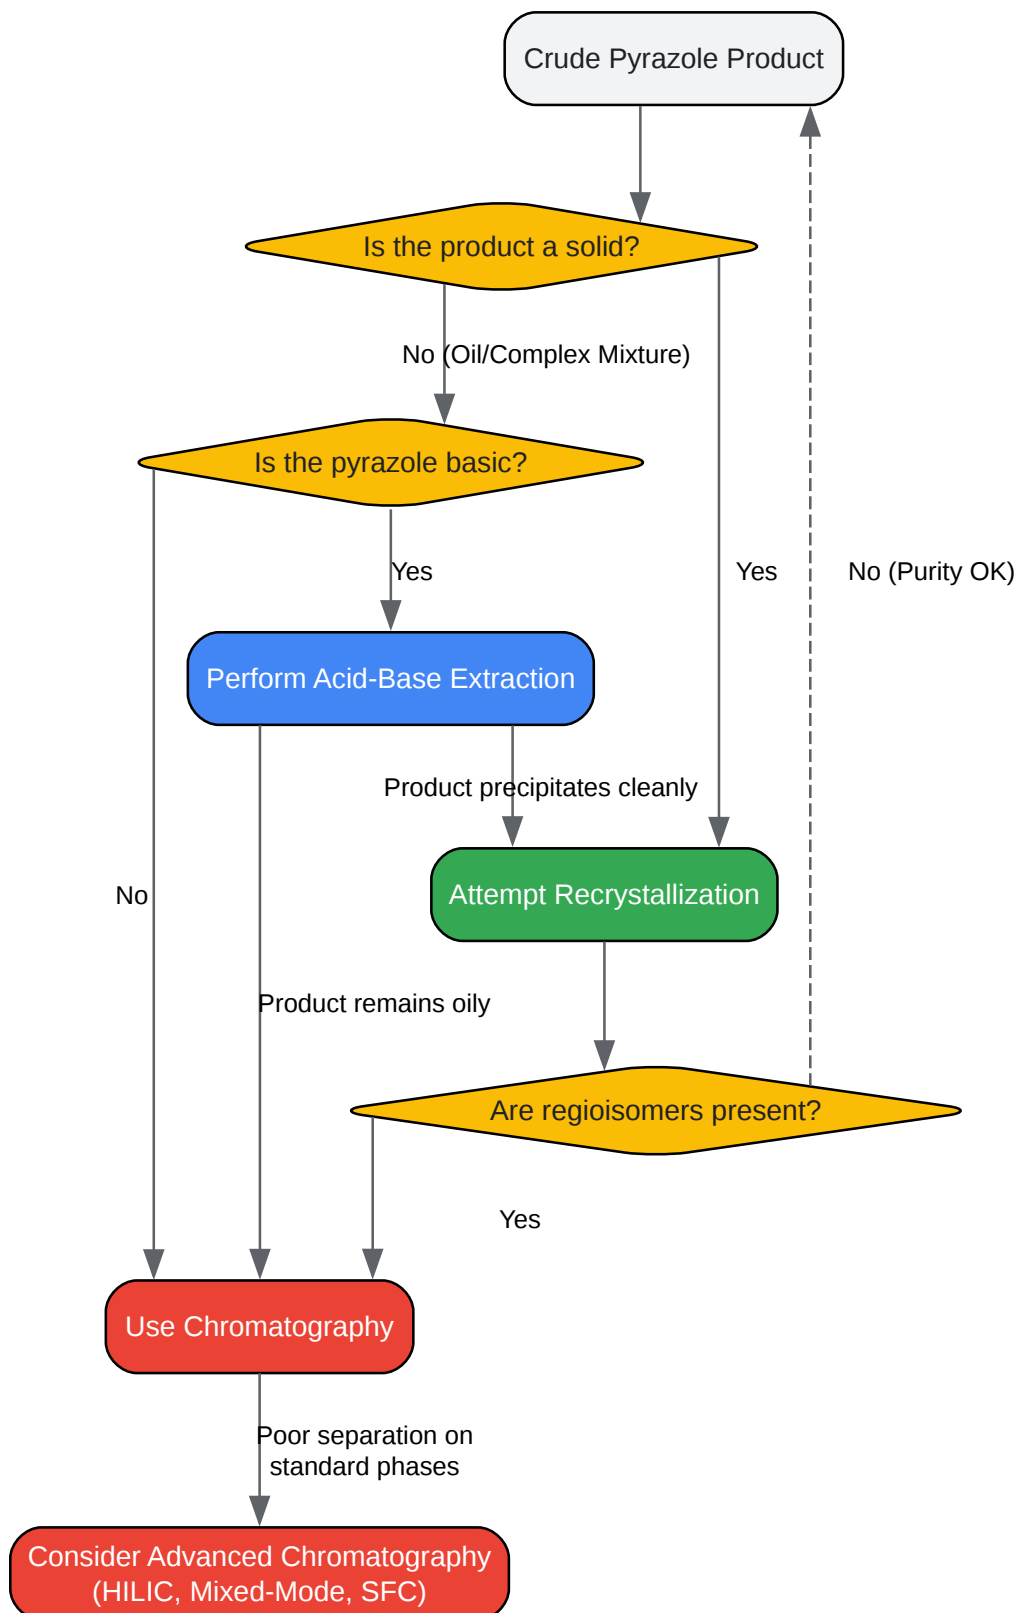 Crude Pyrazole Product
Is the product a solid?
No (Oil/Complex Mixture)
Is the pyrazole basic?
Yes
Yes
No (Purity OK)
Perform Acid-Base Extraction
Product precipitates cleanly
No
Attempt Recrystallization
Product remains oily
Are regioisomers present?
Yes
Use Chromatography
Poor separation on
standard phases
Consider Advanced Chromatography
(HILIC, Mixed-Mode, SFC)